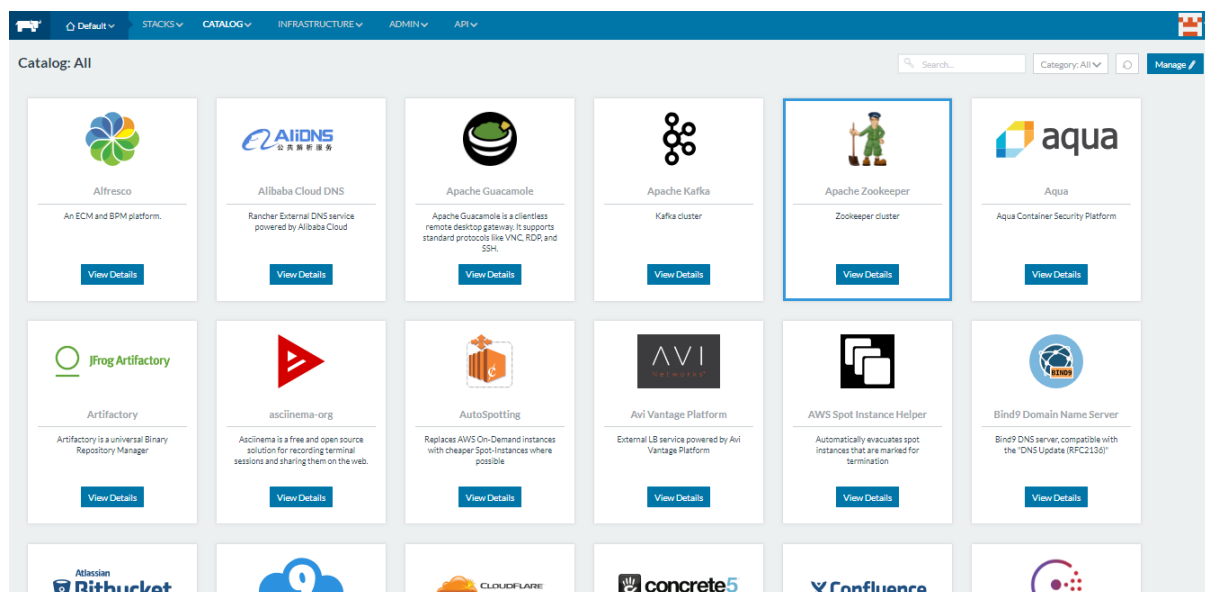 Default
STACKS
CATALOG
INFRASTRUCTURE
ADMIN
API
Catalog: All
Search...
Category: All
Manage
AliDNS
公共解析服务
aqua
Alfresco
Alibaba Cloud DNS
Apache Guacamole
Apache Kafka
Apache Zookeeper
Aqua
An ECM and BPM platform.
Rancher External DNS service
powered by Alibaba Cloud
Apache Guacamole is a clientless
remote desktop gateway. It supports
standard protocols like VNC, RDP, and
SSH.
Kafka cluster
Zookeeper cluster
Aqua Container Security Platform
View Details
View Details
View Details
View Details
View Details
View Details
JFrog Artifactory
AVI
Networks
BIND9
Artifactory
asciinema-org
AutoSpotting
Avi Vantage Platform
AWS Spot Instance Helper
Bind9 Domain Name Server
Artifactory is a universal Binary
Repository Manager
Asciinema is a free and open source
solution for recording terminal
sessions and sharing them on the web.
Replaces AWS On-Demand instances
with cheaper Spot-Instances where
possible
External LB service powered by Avi
Vantage Platform
Automatically evacuates spot
instances that are marked for
termination
Bind9 DNS server, compatible with
the "DNS Update (RFC2136)"
View Details
View Details
View Details
View Details
View Details
View Details
Atlassian
Bitbucket
9
CLOUDFLARE
concrete5
Confluence